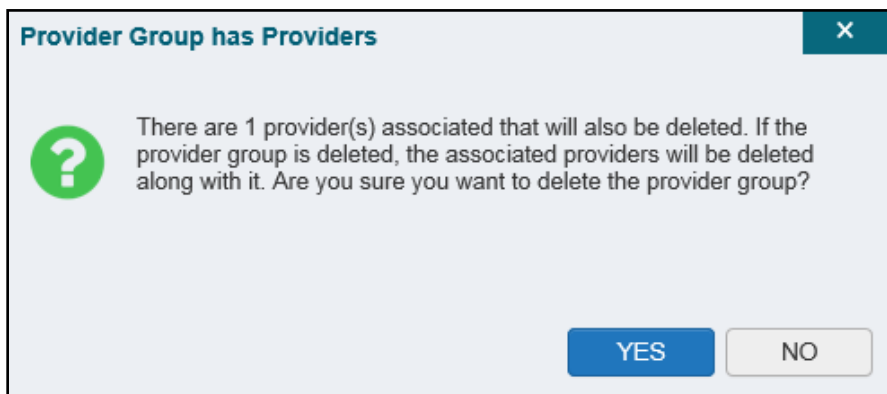 Provider Group has Providers
There are 1 provider(s) associated that will also be deleted. If the
provider group is deleted, the associated providers will be deleted
along with it. Are you sure you want to delete the provider group?
YES NO